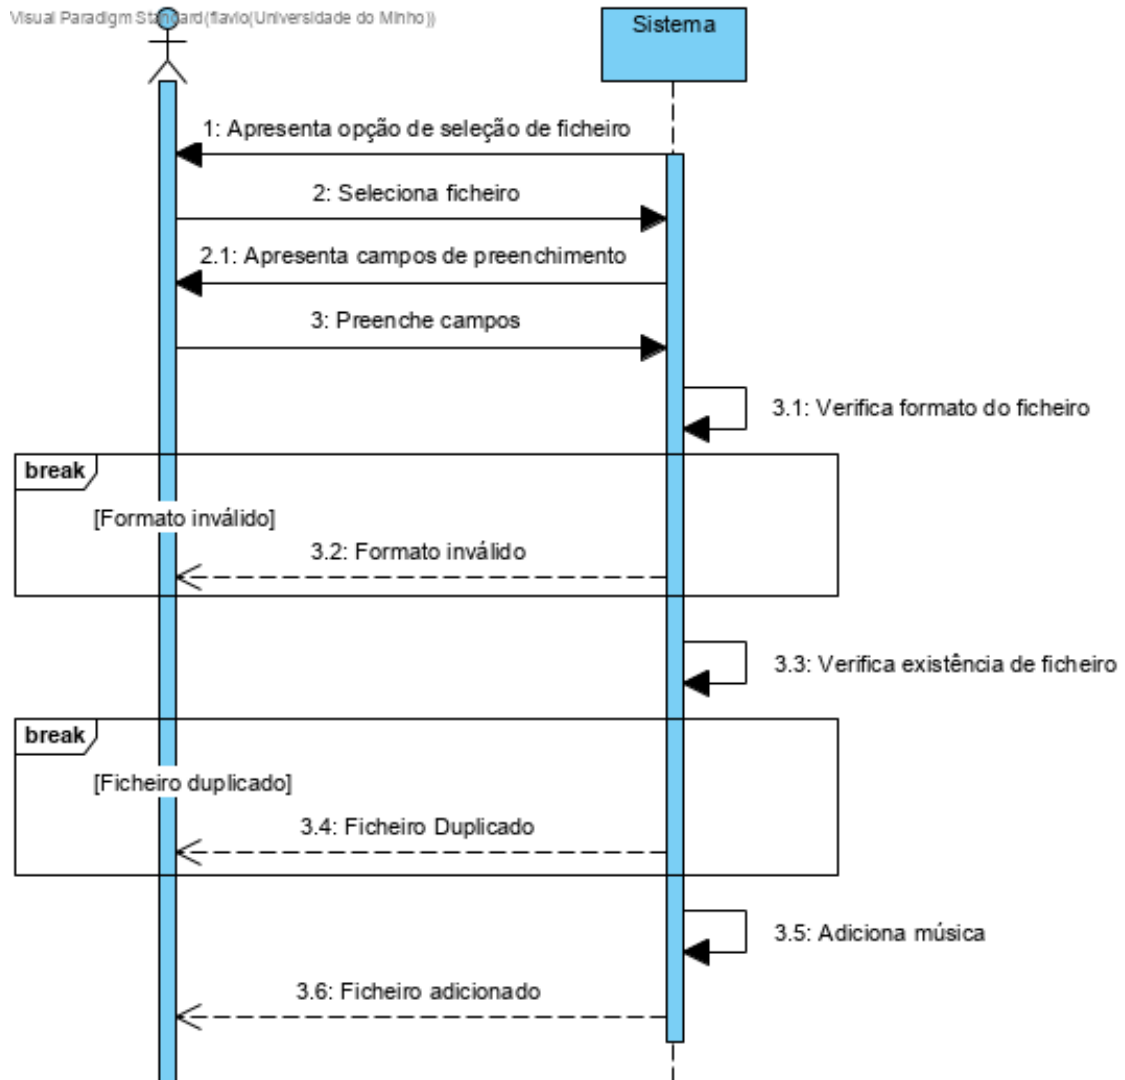 Visual Paradigm Standard(flavio(Universidade do Minho))
Sistema
1: Apresenta opção de seleção de ficheiro
2: Seleciona ficheiro
2.1: Apresenta campos de preenchimento
3: Preenche campos
3.1: Verifica formato do ficheiro
break
[Formato inválido]
3.2: Formato inválido
3.3: Verifica existência de ficheiro
break
[Ficheiro duplicado]
3.4: Ficheiro Duplicado
3.5: Adiciona música
3.6: Ficheiro adicionado